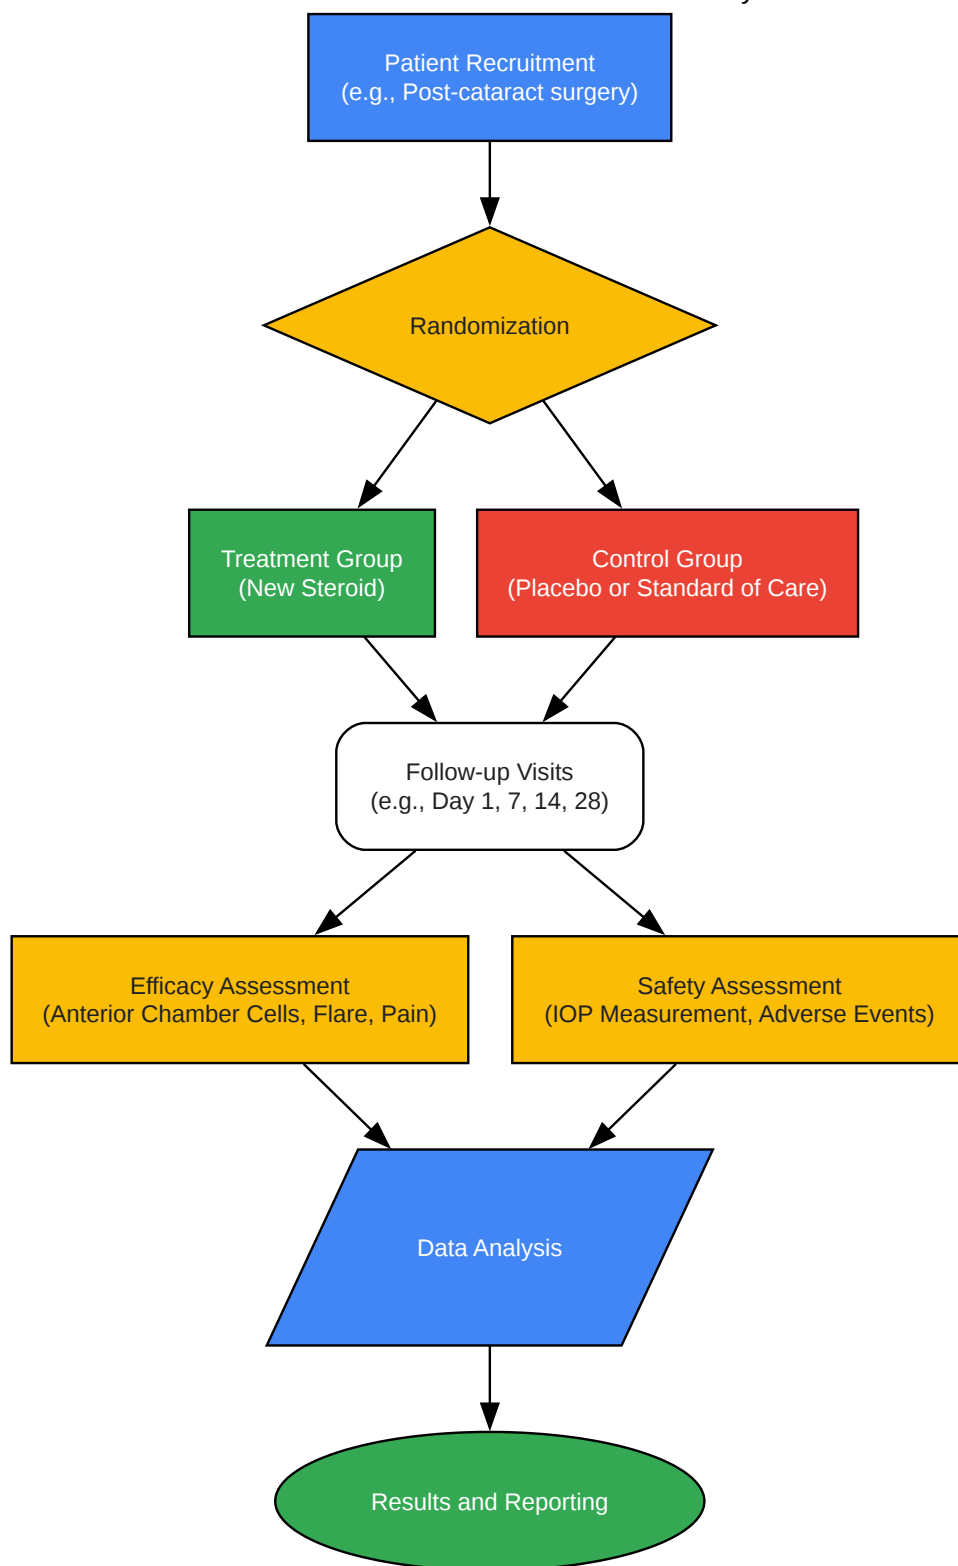 Patient Recruitment
(e.g., Post-cataract surgery)
Randomization
Treatment Group
(New Steroid)
Control Group
(Placebo or Standard of Care)
Follow-up Visits
(e.g., Day 1, 7, 14, 28)
Efficacy Assessment
(Anterior Chamber Cells, Flare, Pain)
Safety Assessment
(IOP Measurement, Adverse Events)
Data Analysis
Results and Reporting